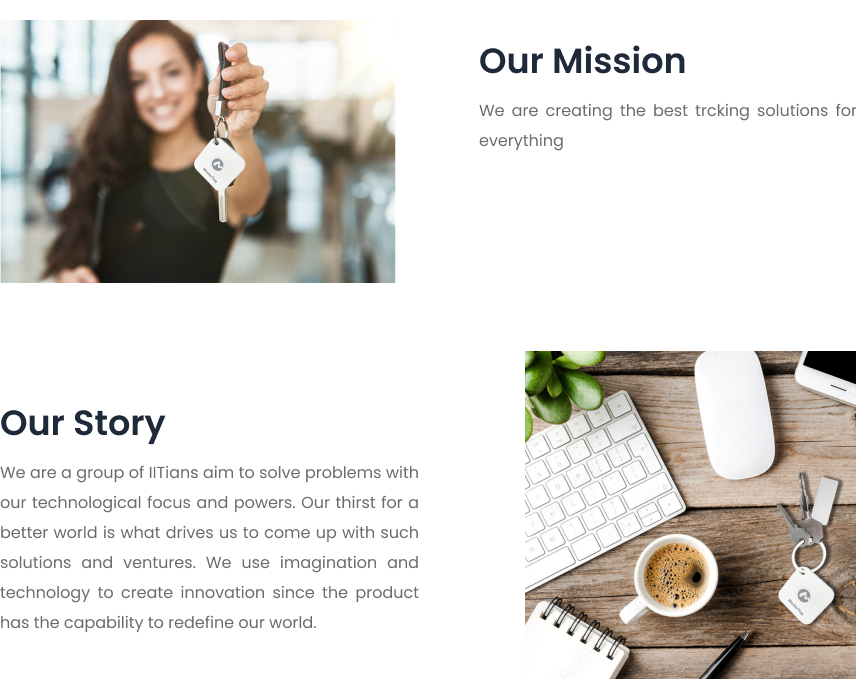 Our Mission
We are creating the best trcking solutions for
everything
Our Story
We are a group of IITians aim to solve problems with
our technological focus and powers. Our thirst for a
better world is what drives us to come up with such
solutions and ventures. We use imagination and
technology to create innovation since the product
has the capability to redefine our world.